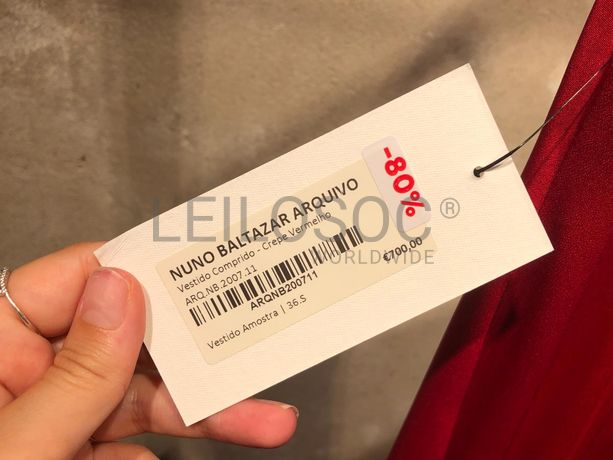 NUNO BALTAZAR ARQUIVO
Vestido Comprido - Crepe Vermelho
ARQ.NB.2007.11
ARQNB200711
€700,00
Vestido Amostra | 36.S
-80%
LEILOSOC®
WORLDWIDE